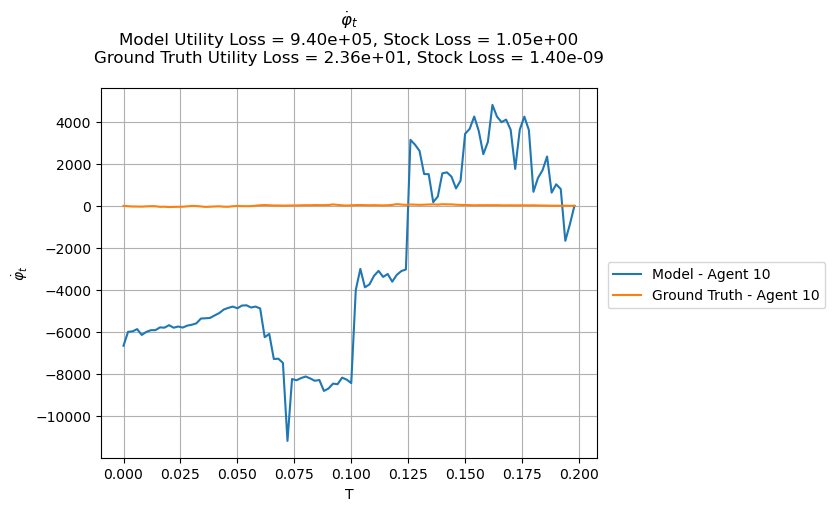 φ̇ₜ
Model Utility Loss = 9.40e+05, Stock Loss = 1.05e+00
Ground Truth Utility Loss = 2.36e+01, Stock Loss = 1.40e-09
4000
2000
0
−2000
−4000
−6000
−8000
−10000
φ̇ₜ
0.000 0.025 0.050 0.075 0.100 0.125 0.150 0.175 0.200
T
Model - Agent 10
Ground Truth - Agent 10